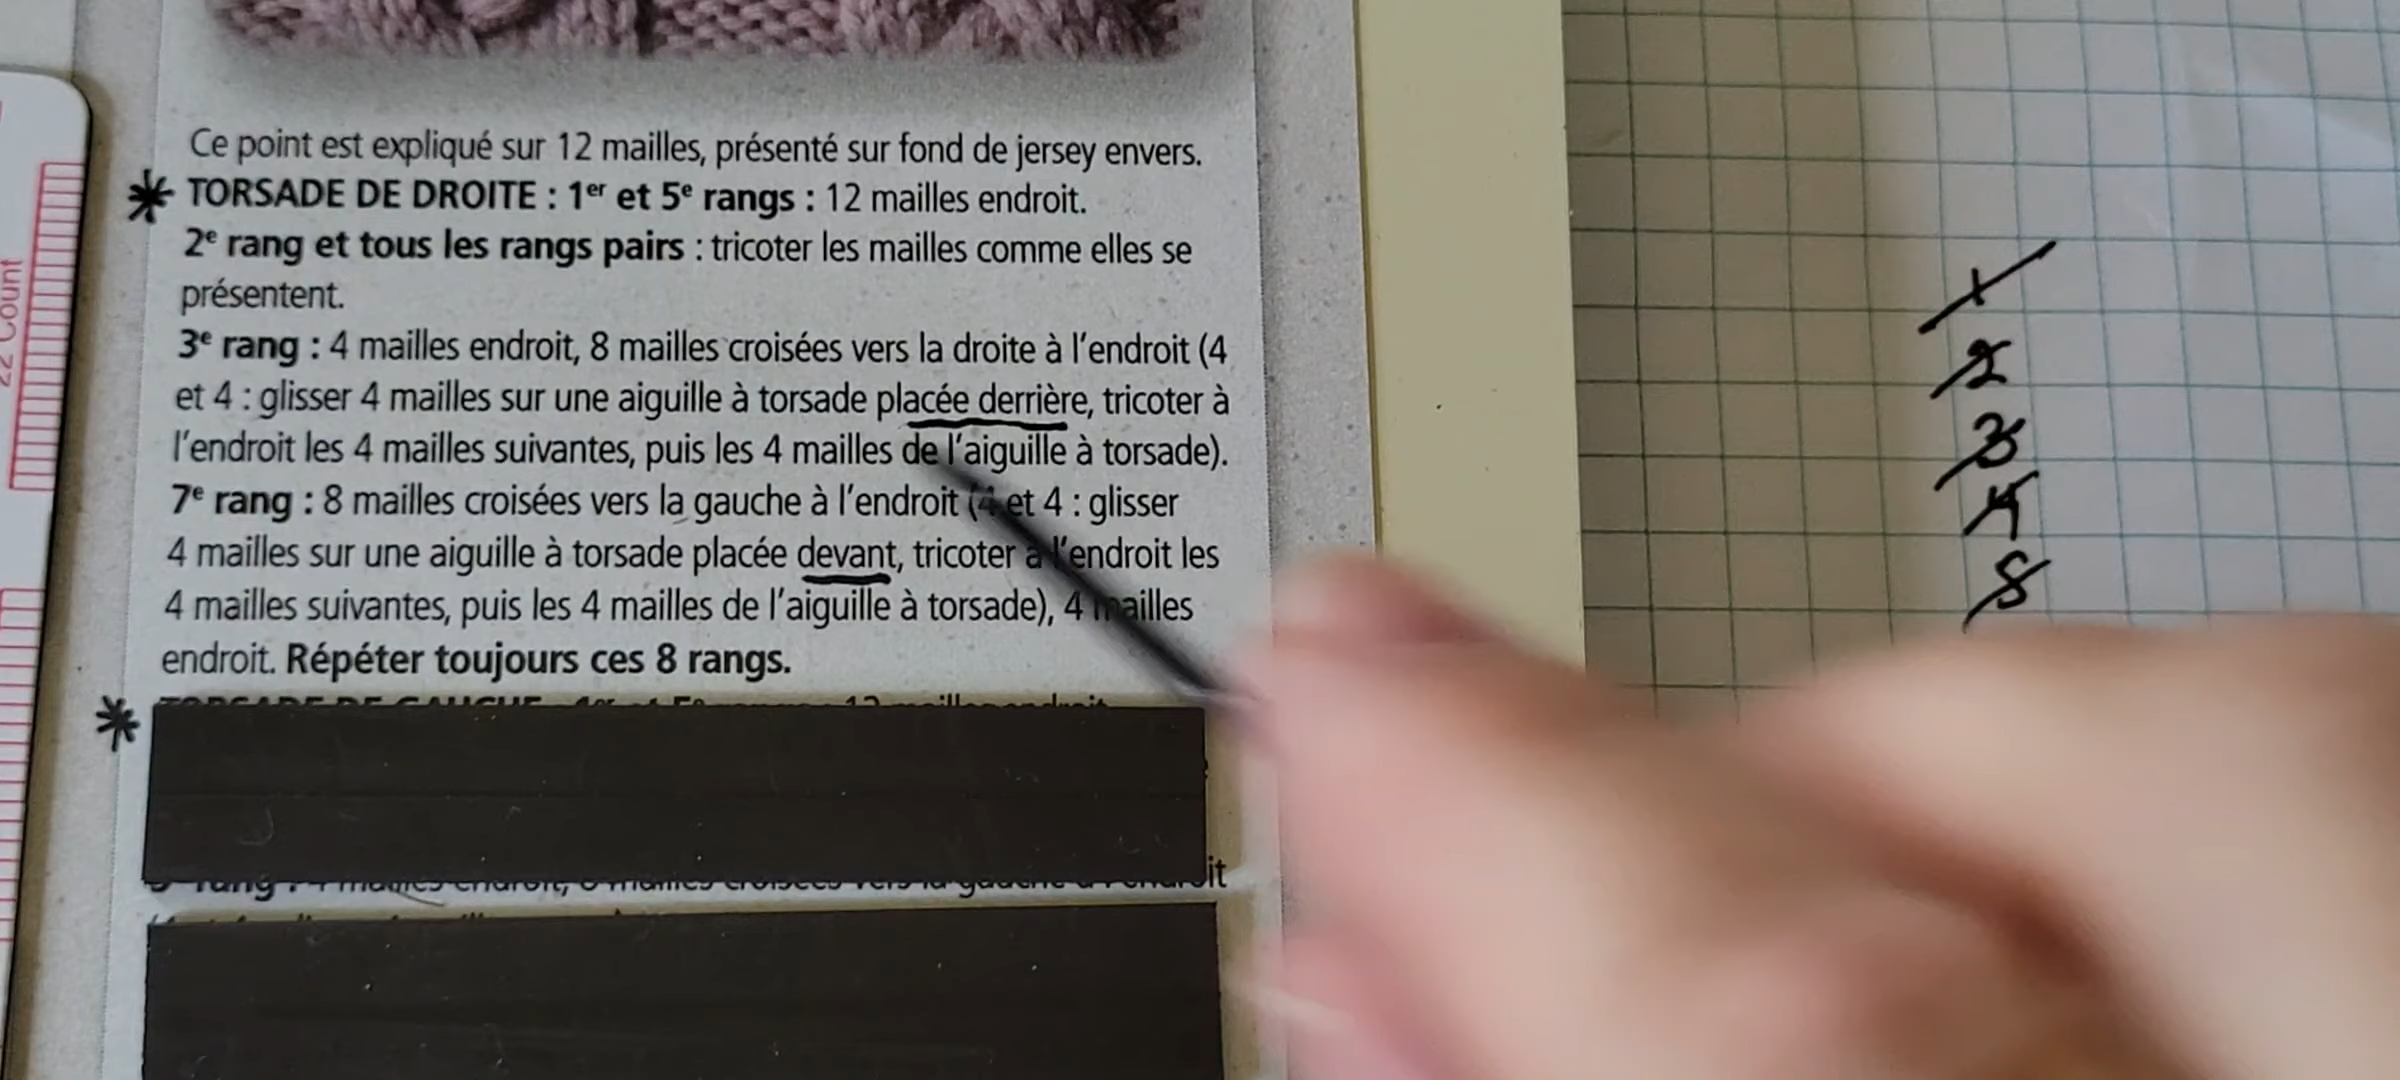 Ce point est expliqué sur 12 mailles, présenté sur fond de jersey envers.
* TORSADE DE DROITE : 1er et 5e rangs : 12 mailles endroit.
2e rang et tous les rangs pairs : tricoter les mailles comme elles se
présentent.
3e rang : 4 mailles endroit, 8 mailles croisées vers la droite à l'endroit (4
et 4 : glisser 4 mailles sur une aiguille à torsade placée derrière, tricoter à
l'endroit les 4 mailles suivantes, puis les 4 mailles de l'aiguille à torsade).
7e rang : 8 mailles croisées vers la gauche à l'endroit (4 et 4 : glisser
4 mailles sur une aiguille à torsade placée devant, tricoter à l'endroit les
4 mailles suivantes, puis les 4 mailles de l'aiguille à torsade), 4 mailles
endroit. Répéter toujours ces 8 rangs.
*
22 Count
1
2
3
4